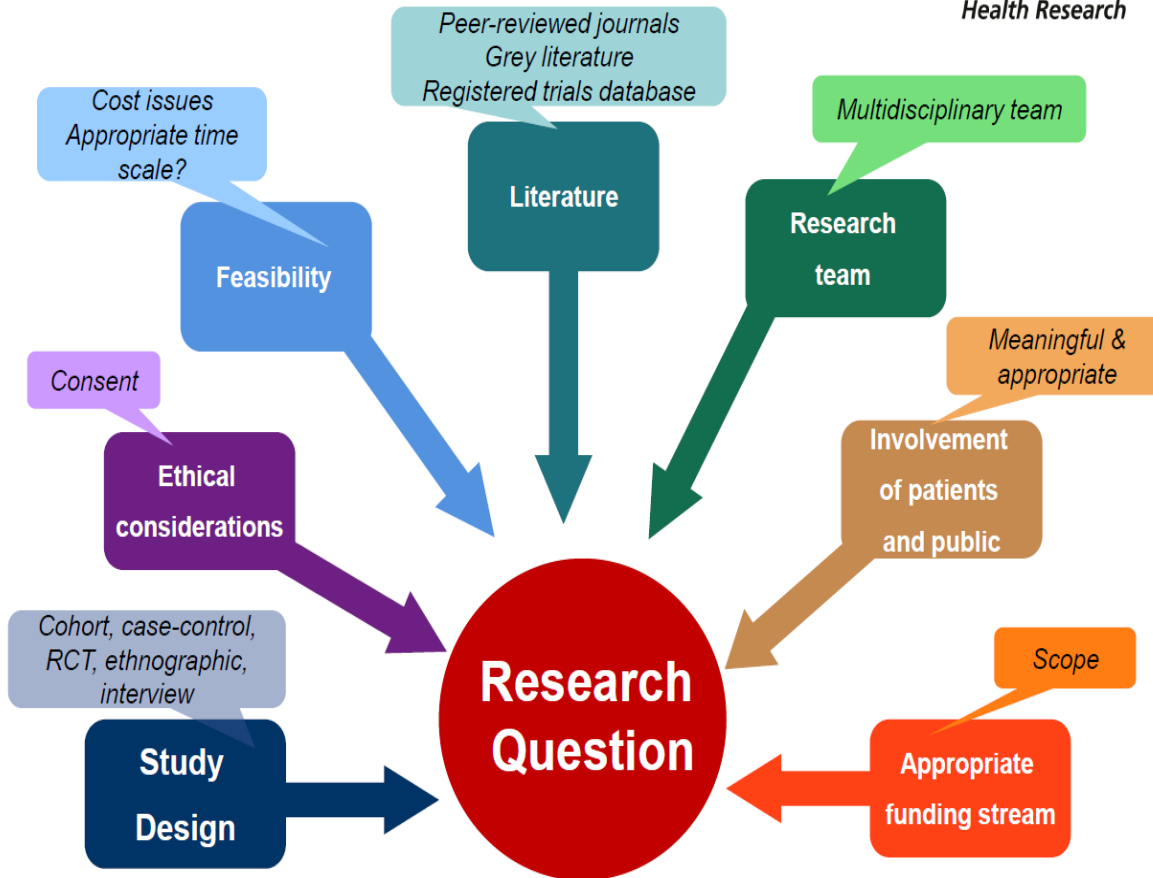 Health Research
Peer-reviewed journals
Grey literature
Registered trials database
Cost issues
Appropriate time
scale?
Multidisciplinary team
Literature
Research
team
Feasibility
Meaningful &
appropriate
Consent
Involvement
of patients
and public
Ethical
considerations
Cohort, case-control,
RCT, ethnographic,
interview
Scope
Research
Question
Study
Design
Appropriate
funding stream